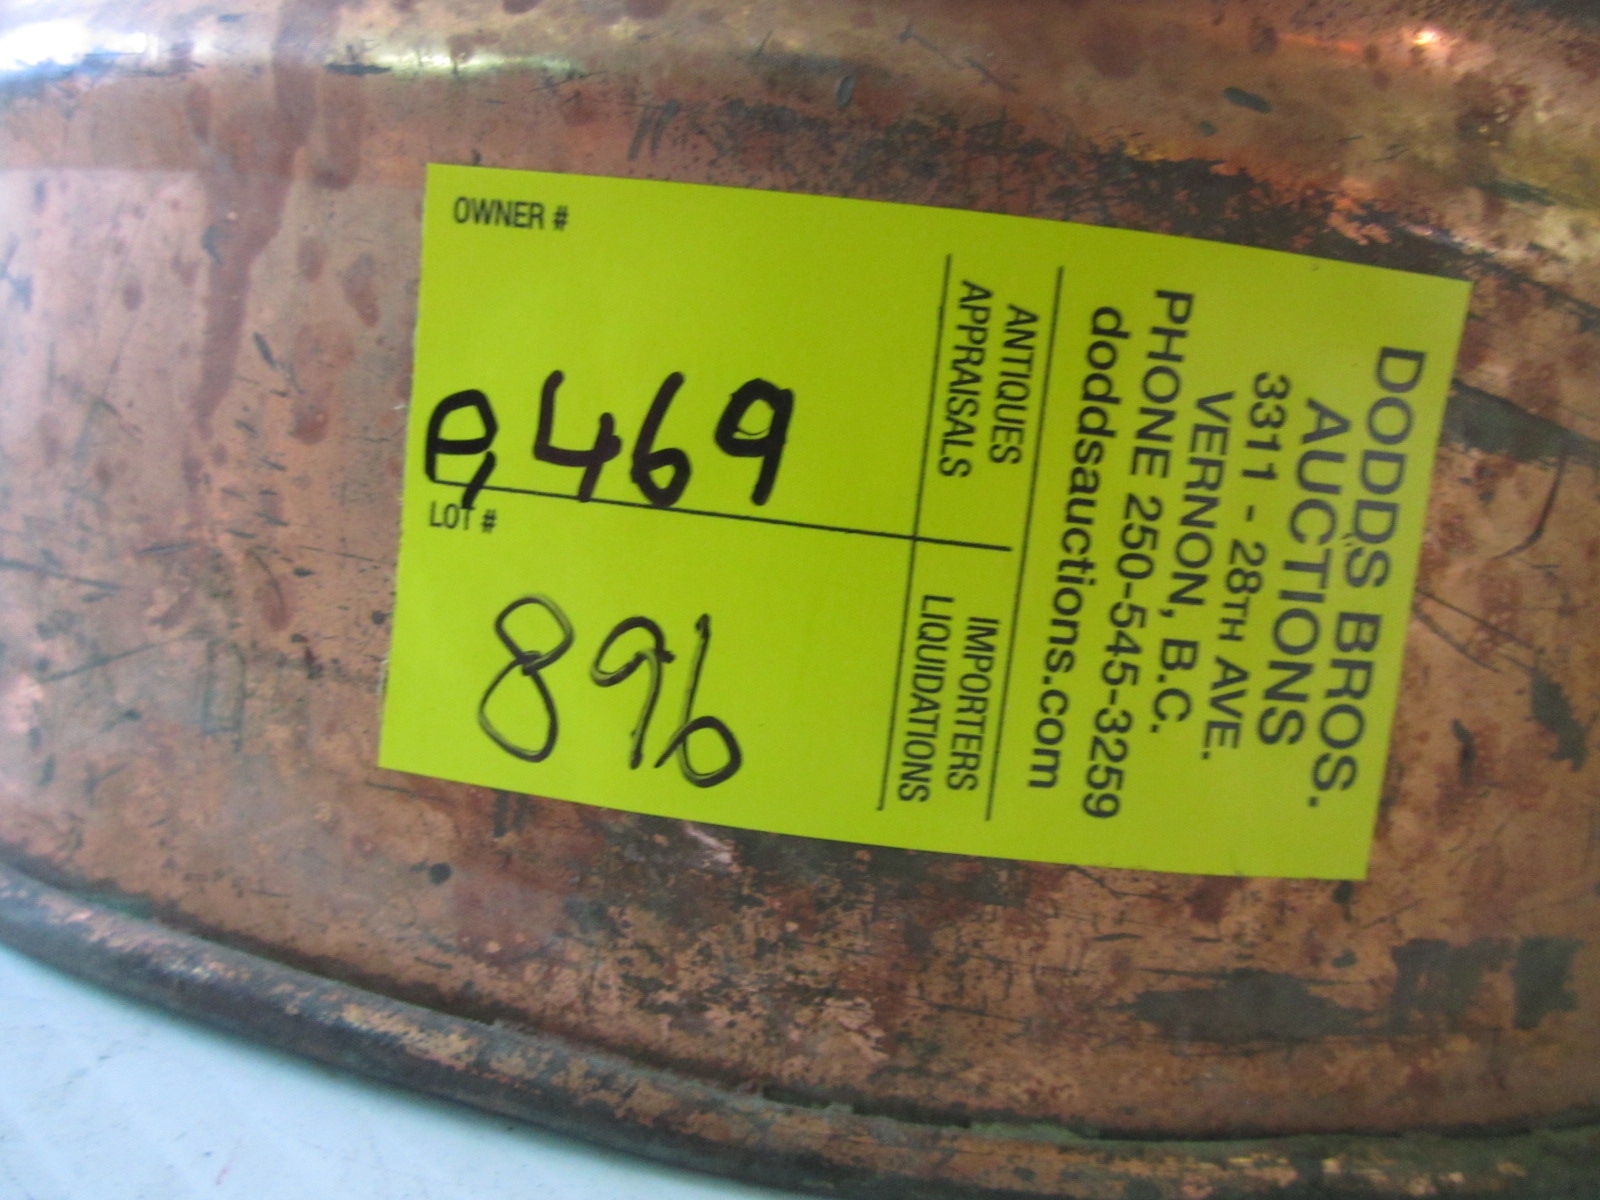 DODDS BROS.
AUCTIONS
3311 - 28TH AVE.
VERNON, B.C.
PHONE 250-545-3259
doddsauctions.com
ANTIQUES
APPRAISALS
IMPORTERS
LIQUIDATIONS
OWNER #
469
LOT #
896